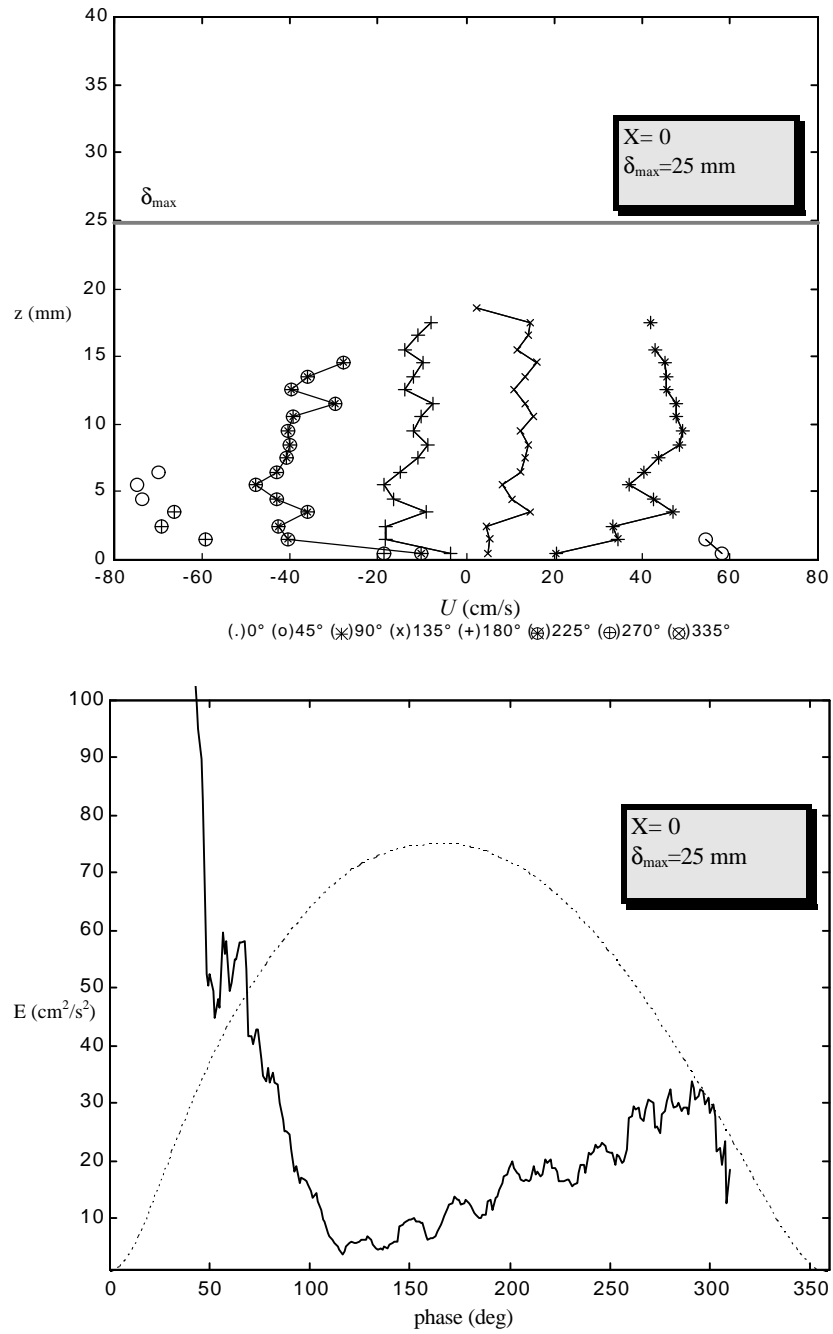 40
35
30
25
20
15
10
5
0
z (mm)
X= 0
δmax=25 mm
δmax
-80 -60 -40 -20 0 20 40 60 80
U (cm/s)
(.)0° (o)45° (✳)90° (x)135° (+)180° (⊛)225° (⊕)270° (⊗)335°
100
90
80
70
60
50
40
30
20
10
E (cm²/s²)
X= 0
δmax=25 mm
0 50 100 150 200 250 300 350
phase (deg)